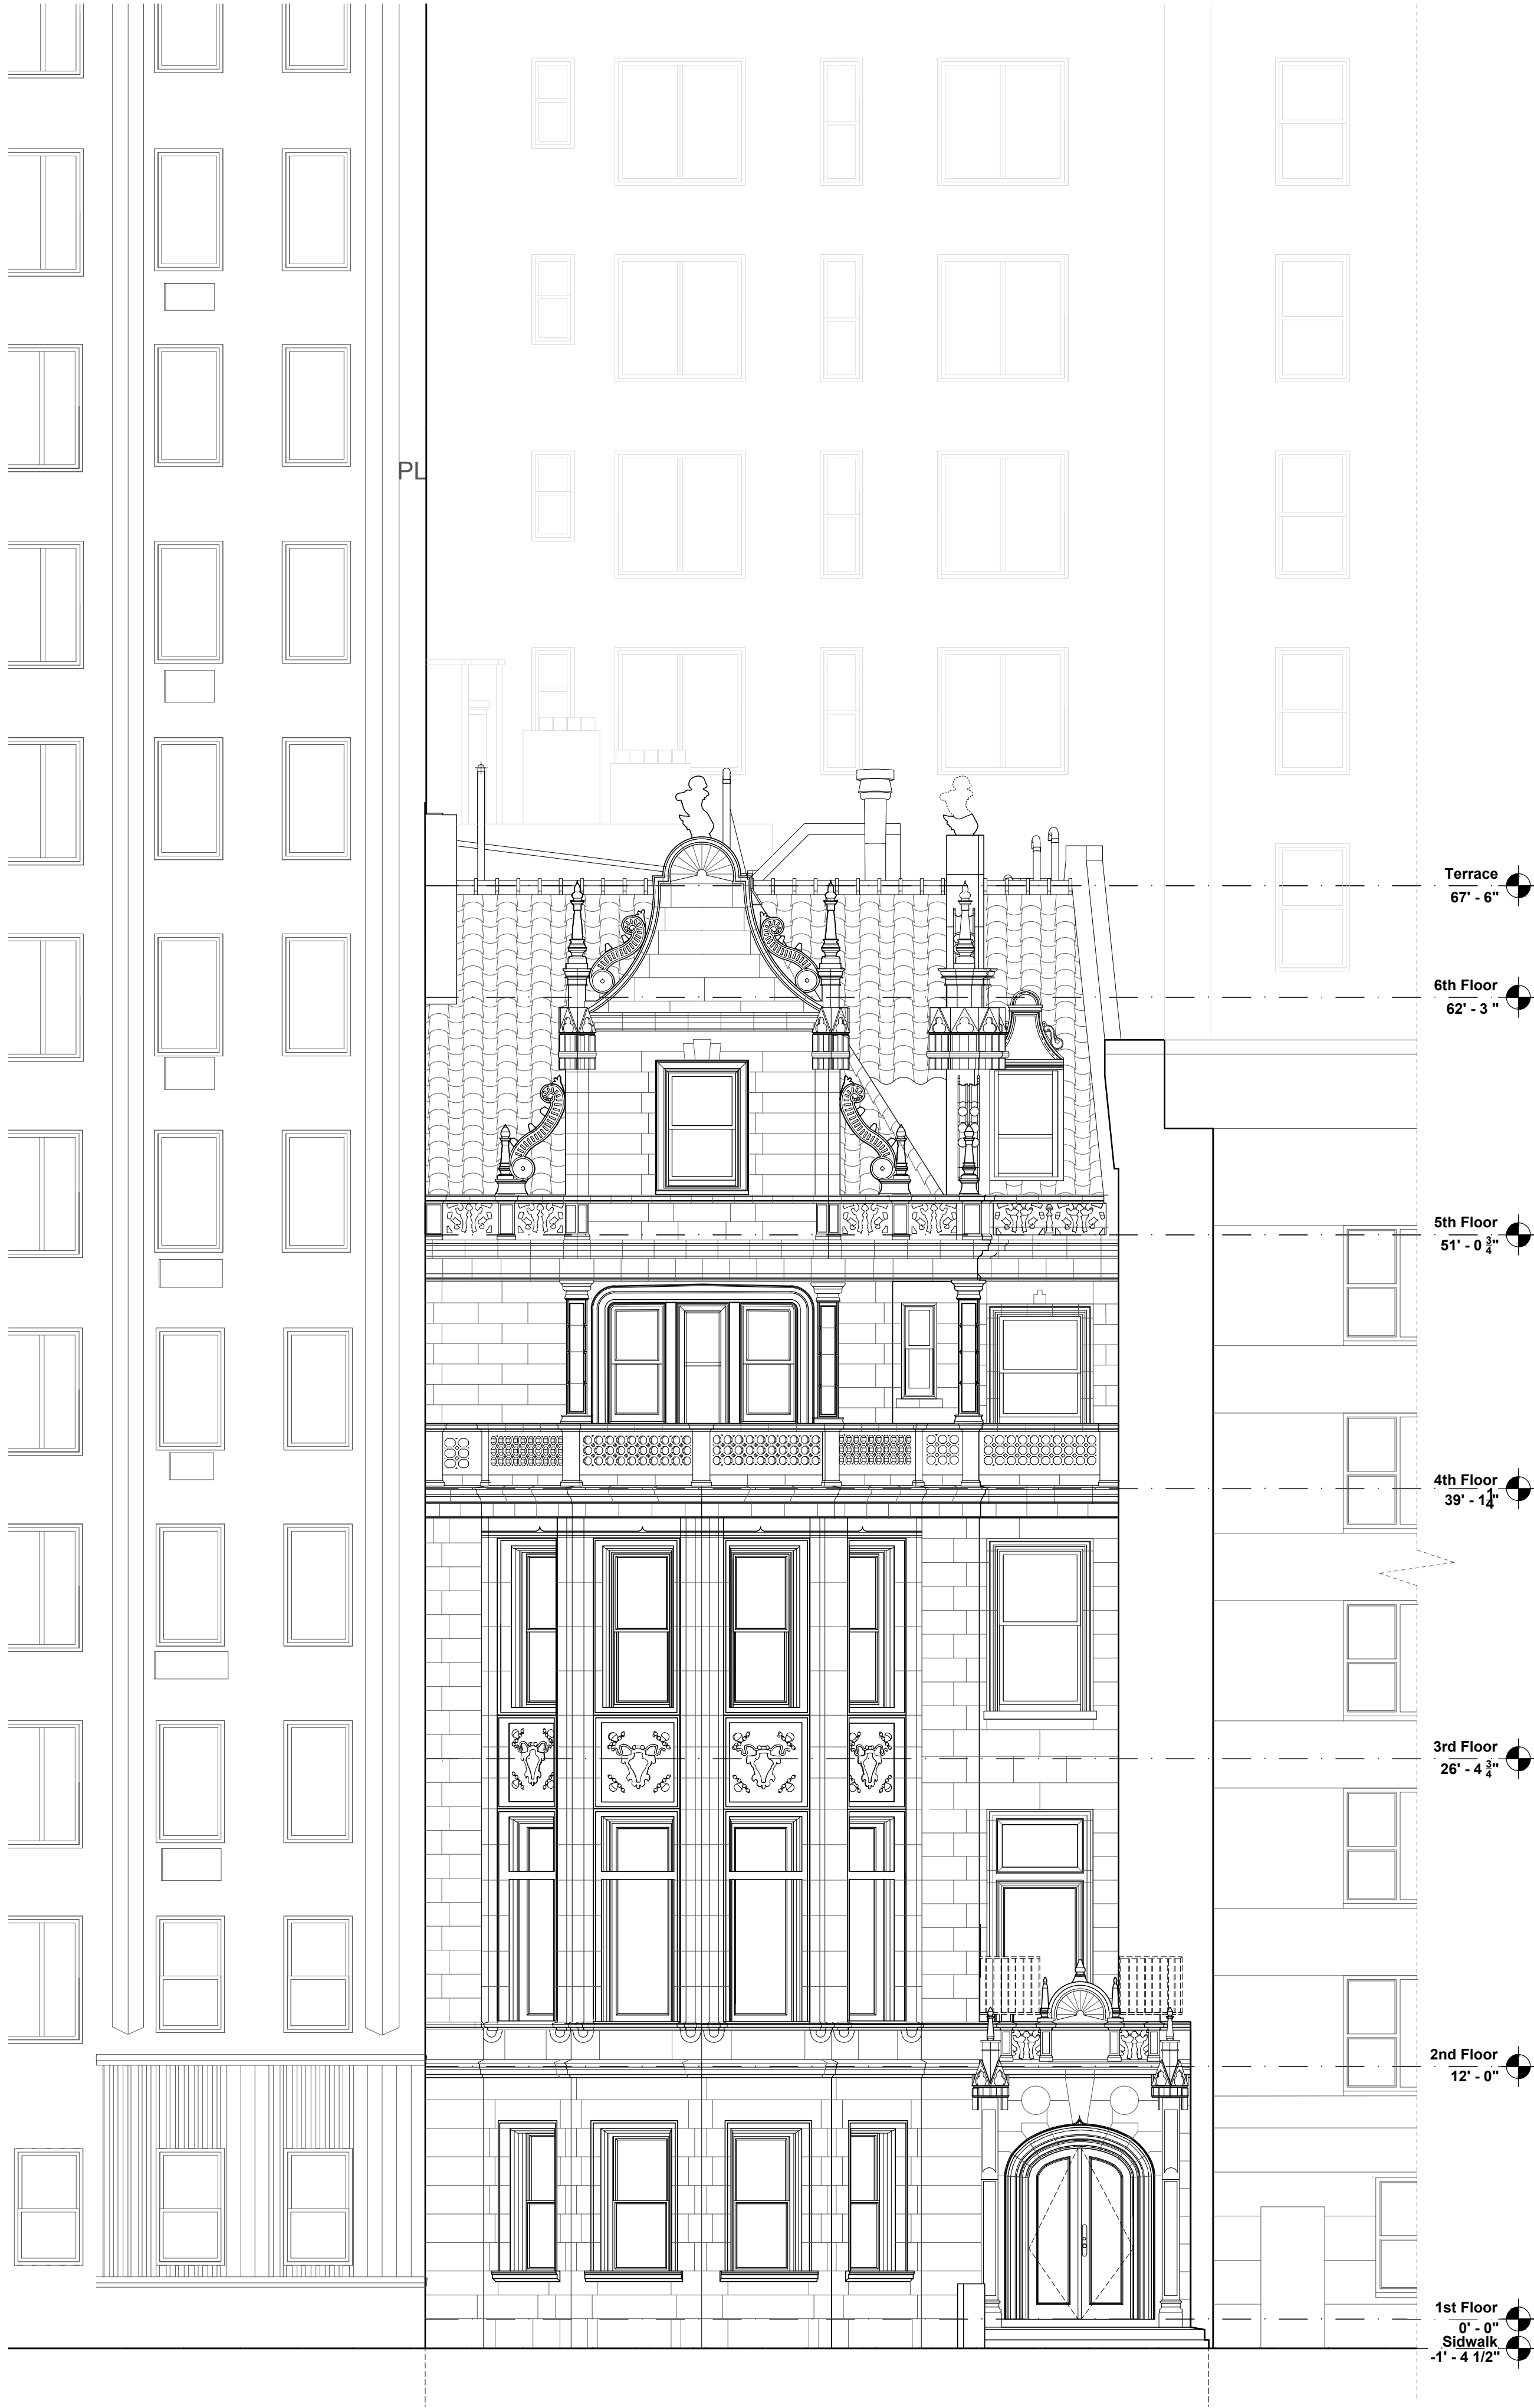 PL
Terrace
67' - 6"
6th Floor
62' - 3 "
5th Floor
51' - 0 3/4"
4th Floor
39' - 1 1/4"
3rd Floor
26' - 4 3/4"
2nd Floor
12' - 0"
1st Floor
0' - 0"
Sidwalk
-1' - 4 1/2"